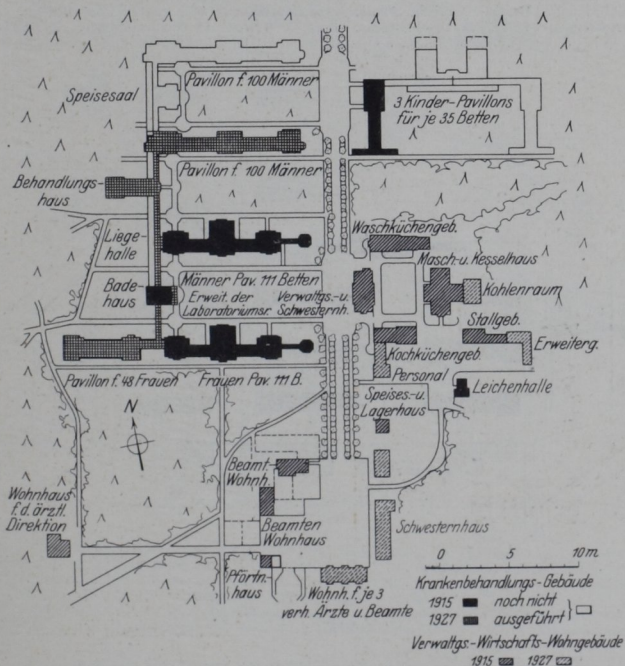 Pavillon f. 100 Männer
Speisesaal
3 Kinder-Pavillons
für je 35 Betten
Pavillon f. 100 Männer
Behandlungs-
haus
Waschküchengeb.
Liege-
halle
Masch-u. Kesselhaus
Bade-
haus
Männer Pav. 111 Betten
Erweit. der
Laboratoriumsr.
Verwaltgs.-u.
Schwesternh.
Kohlenraum
Stallgeb.
Erweiterg.
Kochküchengeb.
Pavillon f. 48 Frauen
Frauen Pav. 111 B.
Personal
Speises.-u.
Lagerhaus
Leichenhalle
N
Beamt.-
Wohnh.
Wohnhaus
f. d. ärztl.
Direktion
Beamten
Wohnhaus
Schwesternhaus
Pförtn.
haus
Wohnh. f. je 3
verh. Ärzte u. Beamte
0 5 10 m.
Krankenbehandlungs-Gebäude
1915 noch nicht
1927 ausgeführt
Verwaltgs.-Wirtschafts-Wohngebäude
1915 1927